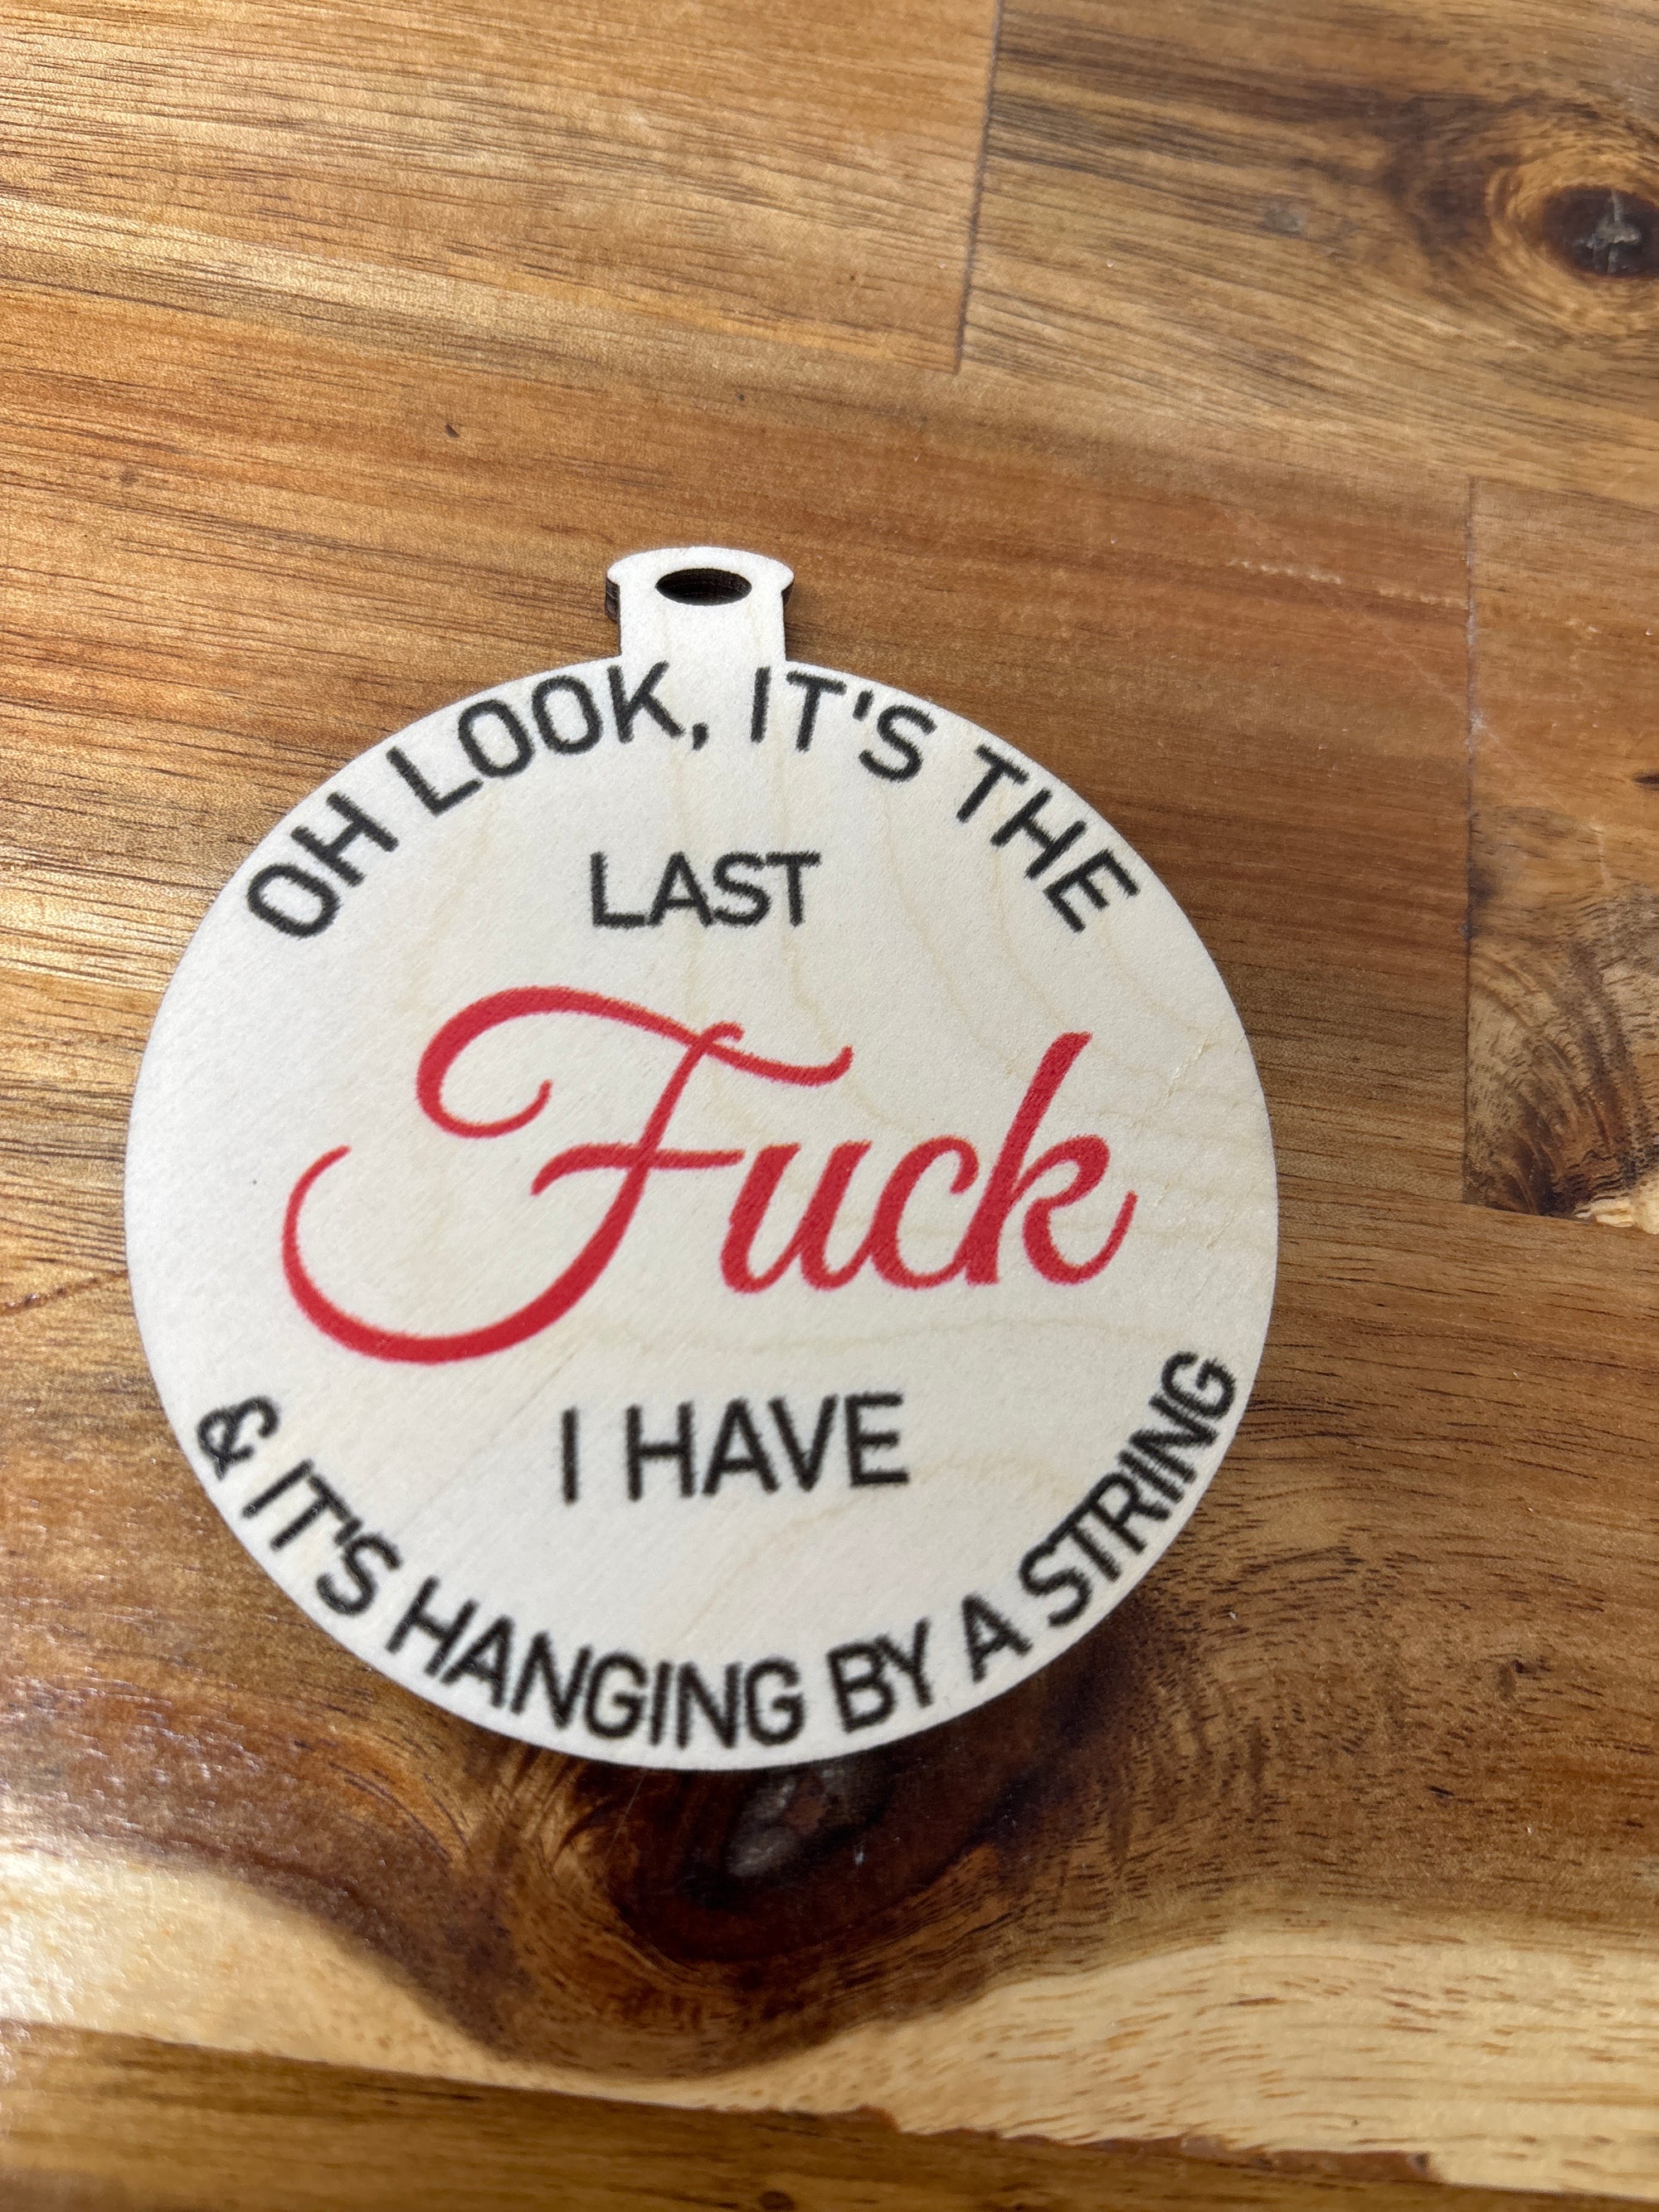 OH LOOK, IT'S THE
LAST
Fuck
I HAVE
& IT'S HANGING BY A STRING